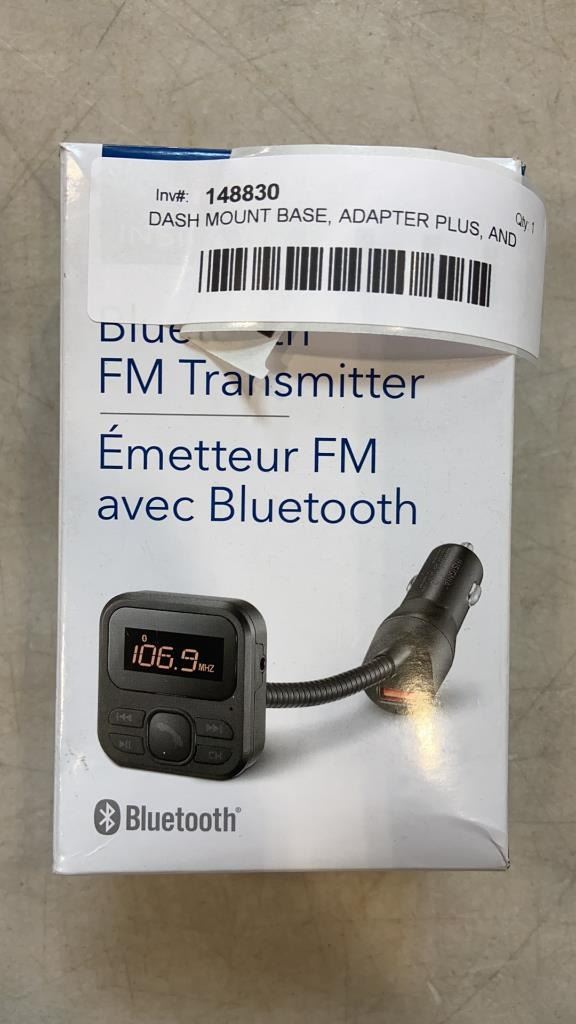 Inv#: 148830
DASH MOUNT BASE, ADAPTER PLUS, AND
Qty: 1
FM Transmitter
Émetteur FM
avec Bluetooth
106.9 MHZ
CH
Bluetooth®